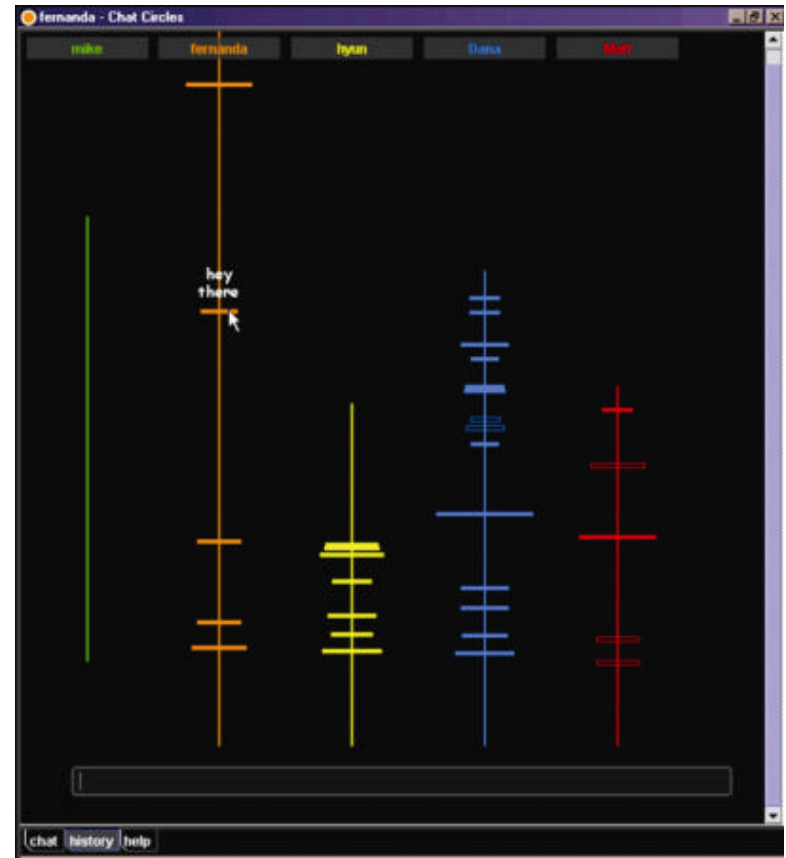 fernanda - Chat Circles
mike fernanda hyun Dana Matt
hey
there
chat history help